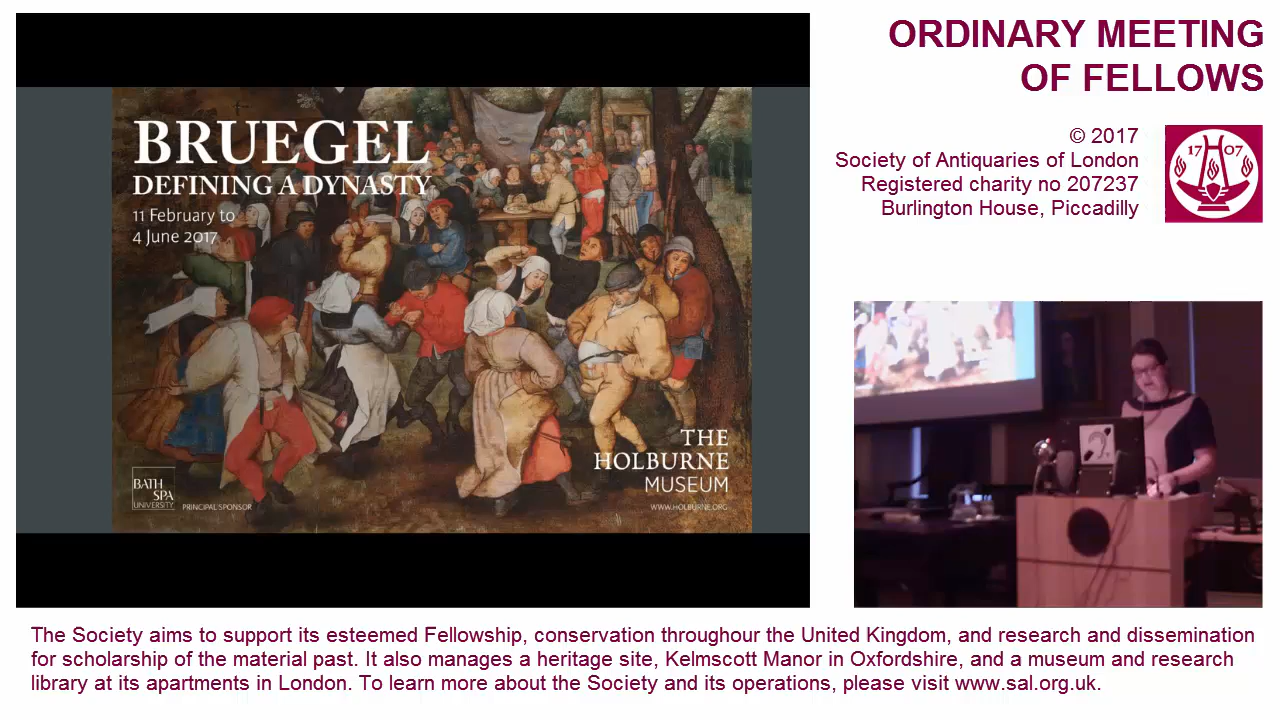 BRUEGEL
DEFINING A DYNASTY
11 February to
4 June 2017
THE
HOLBURNE
MUSEUM
BATH
SPA
UNIVERSITY
PRINCIPAL SPONSOR
WWW.HOLBURNE.ORG
ORDINARY MEETING
OF FELLOWS
© 2017
Society of Antiquaries of London
Registered charity no 207237
Burlington House, Piccadilly
17 07
The Society aims to support its esteemed Fellowship, conservation throughour the United Kingdom, and research and dissemination
for scholarship of the material past. It also manages a heritage site, Kelmscott Manor in Oxfordshire, and a museum and research
library at its apartments in London. To learn more about the Society and its operations, please visit www.sal.org.uk.